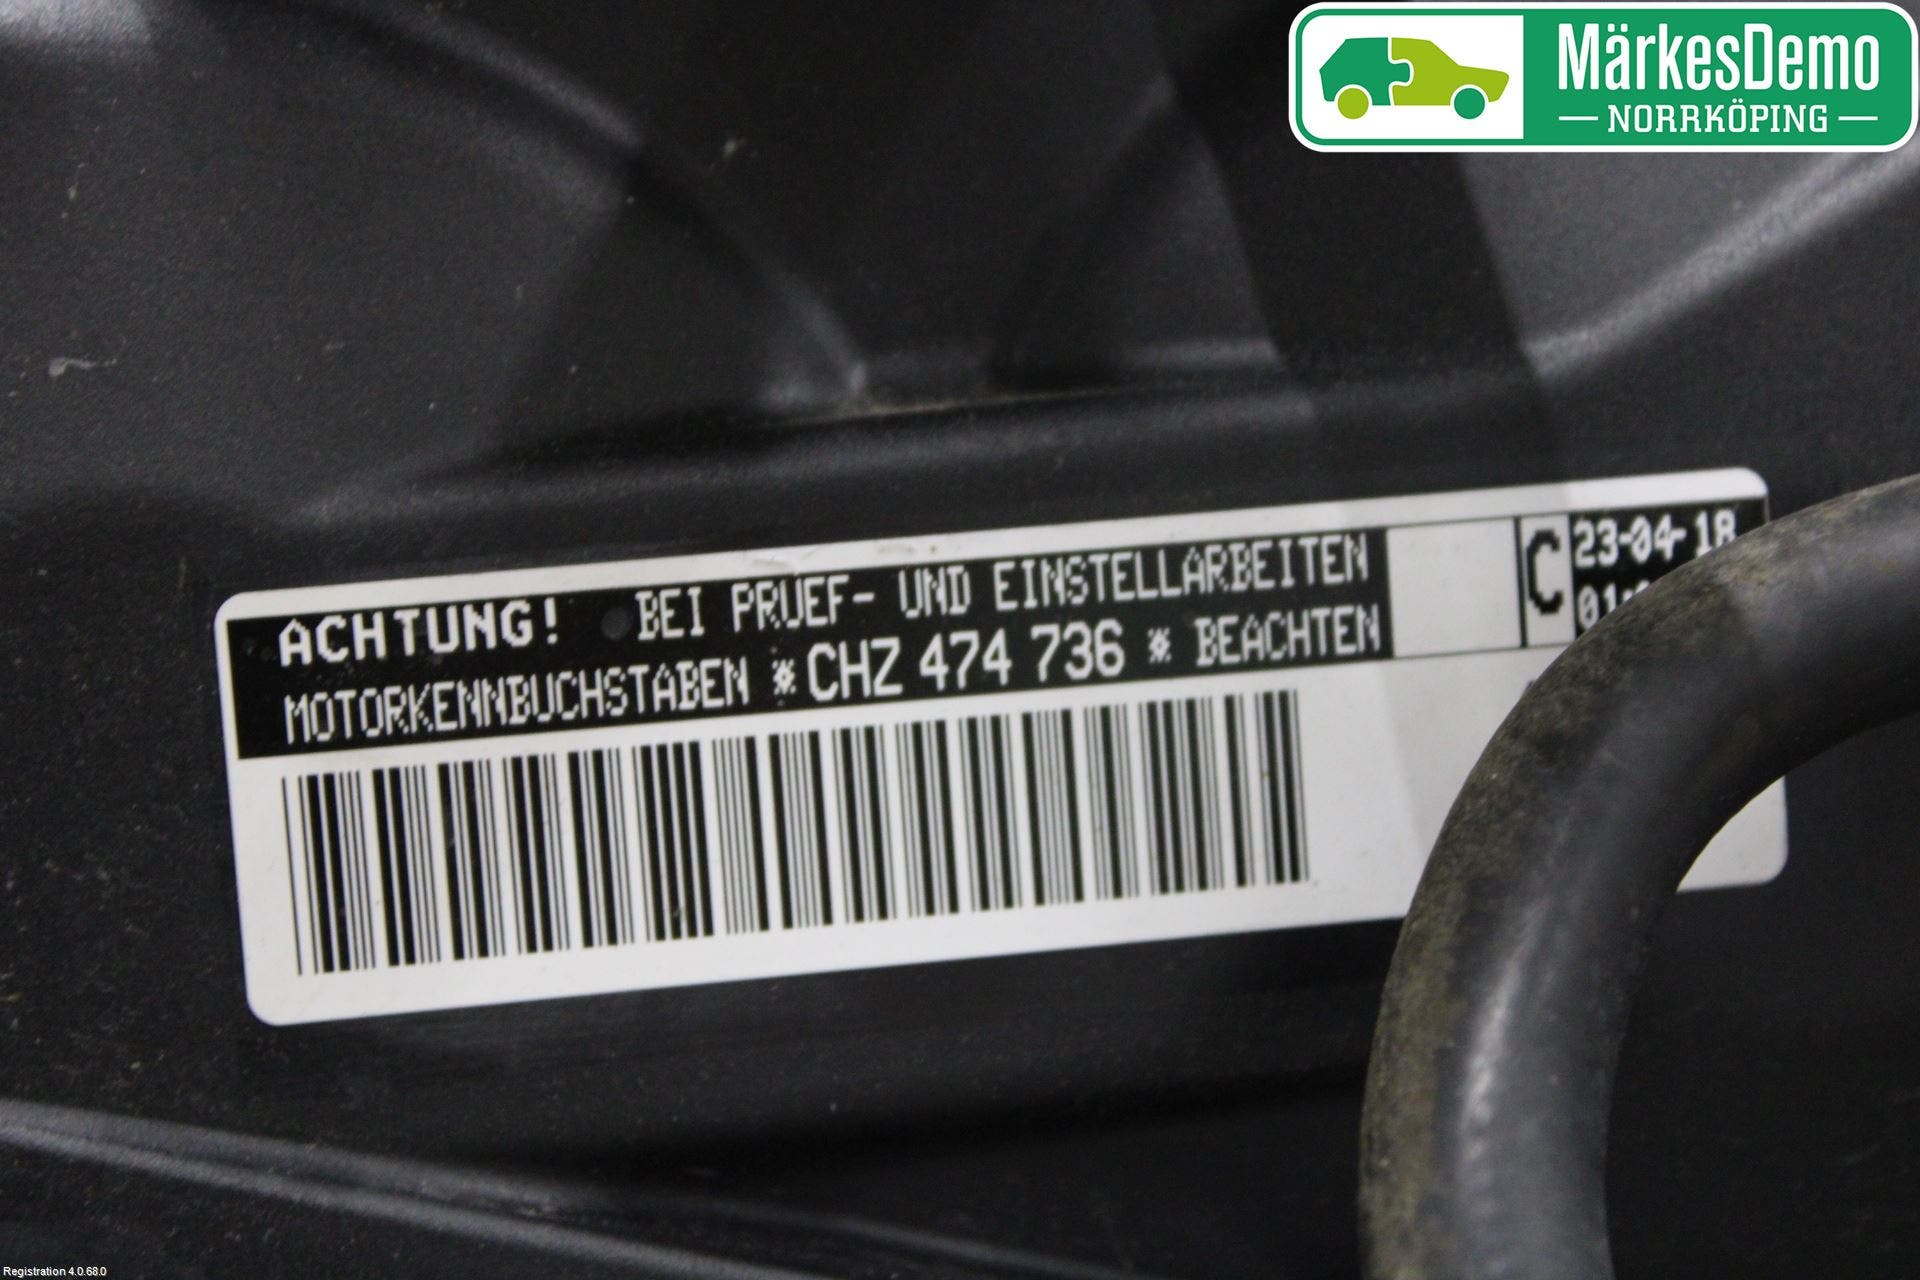 MärkesDemo
NORRKÖPING
ACHTUNG! BEI PRUEF- UND EINSTELLARBEITEN
MOTORKENNBUCHSTABEN *CHZ 474 736 * BEACHTEN
C
23-04-18
Registration 4.0.68.0